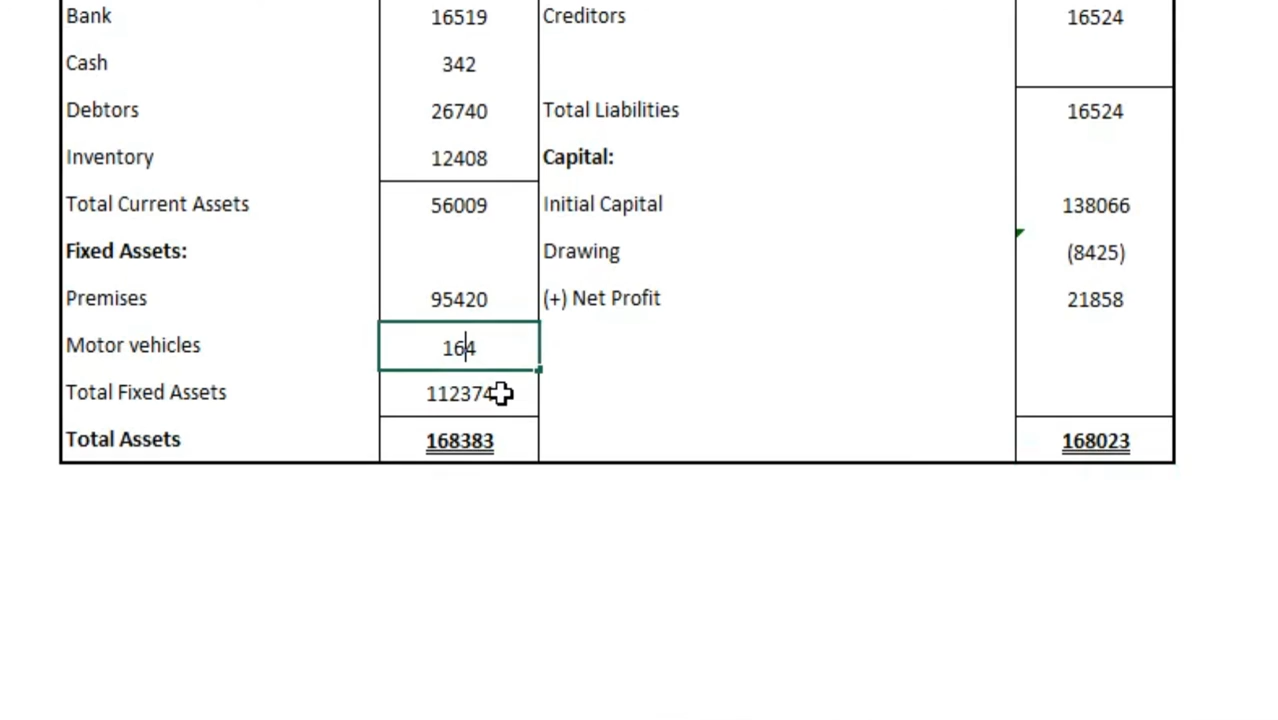 Bank 16519 Creditors 16524
Cash 342
Debtors 26740 Total Liabilities 16524
Inventory 12408 Capital:
Total Current Assets 56009 Initial Capital 138066
Fixed Assets: Drawing (8425)
Premises 95420 (+) Net Profit 21858
Motor vehicles 164
Total Fixed Assets 112374
Total Assets 168383 168023